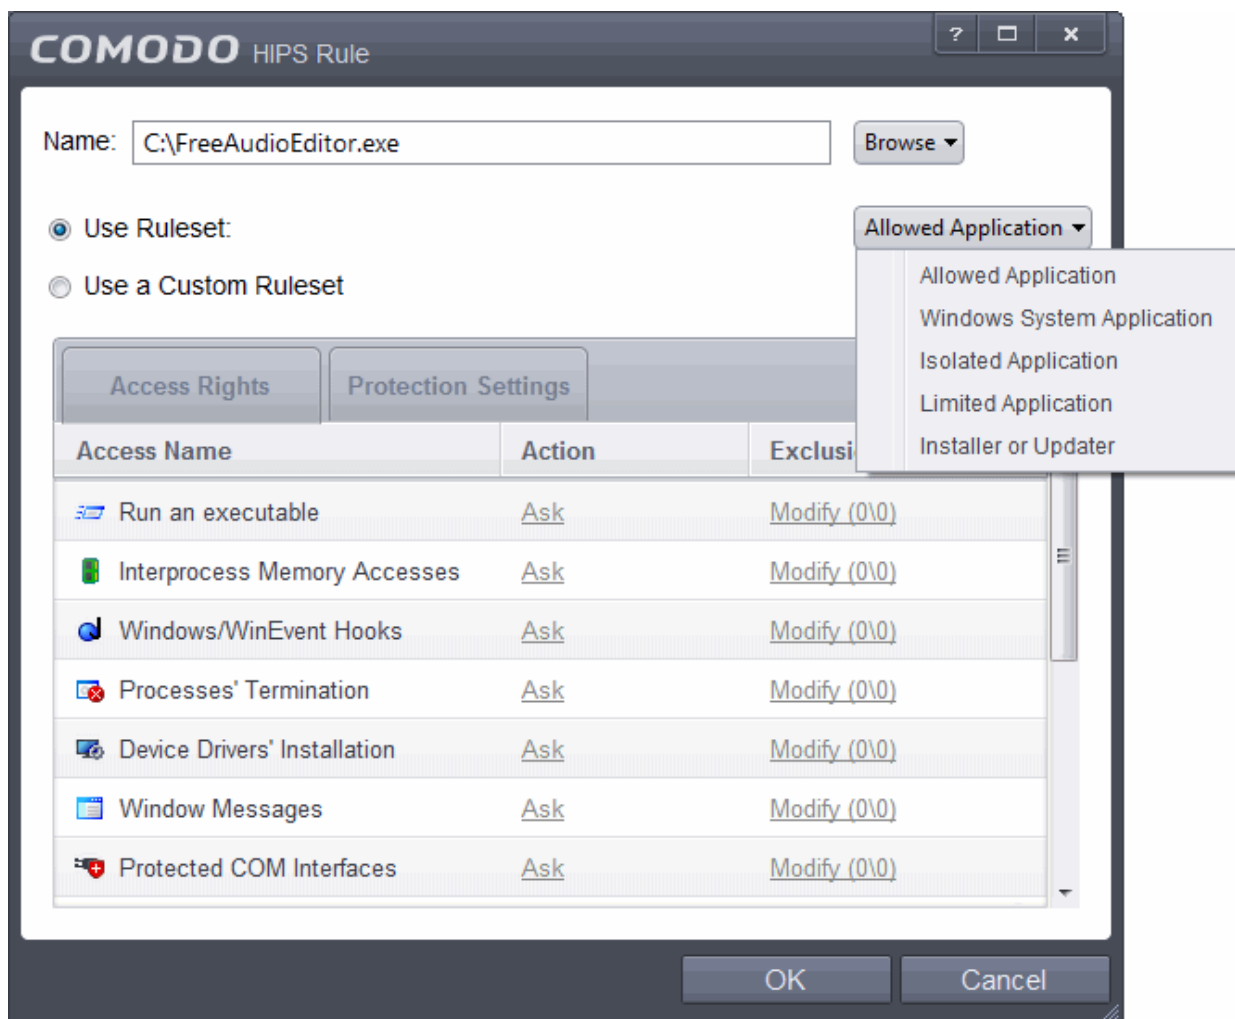 COMODO HIPS Rule
?
Name: C:\FreeAudioEditor.exe Browse
Use Ruleset: Allowed Application
Use a Custom Ruleset
Allowed Application
Windows System Application
Isolated Application
Limited Application
Installer or Updater
Access Rights Protection Settings
Access Name Action Exclusi
Run an executable Ask Modify (0\0)
Interprocess Memory Accesses Ask Modify (0\0)
Windows/WinEvent Hooks Ask Modify (0\0)
Processes' Termination Ask Modify (0\0)
Device Drivers' Installation Ask Modify (0\0)
Window Messages Ask Modify (0\0)
Protected COM Interfaces Ask Modify (0\0)
OK Cancel